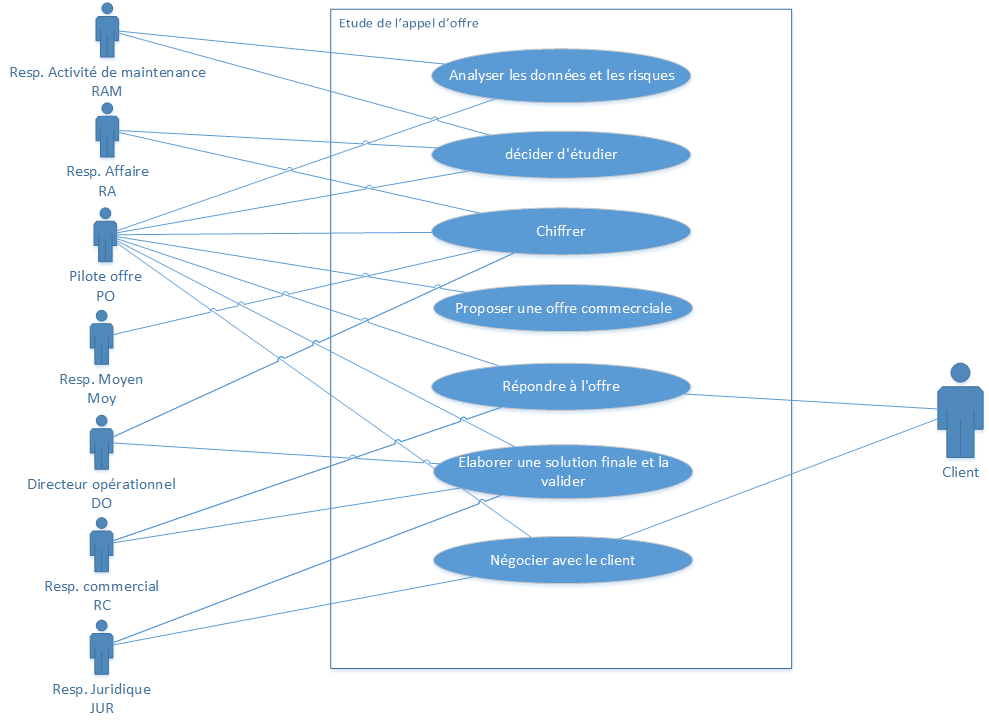 Etude de l'appel d'offre
Resp. Activité de maintenance
RAM
Resp. Affaire
RA
Pilote offre
PO
Resp. Moyen
Moy
Directeur opérationnel
DO
Resp. commercial
RC
Resp. Juridique
JUR
Analyser les données et les risques
décider d'étudier
Chiffrer
Proposer une offre commecrciale
Répondre à l'offre
Elaborer une solution finale et la
valider
Négocier avec le client
Client